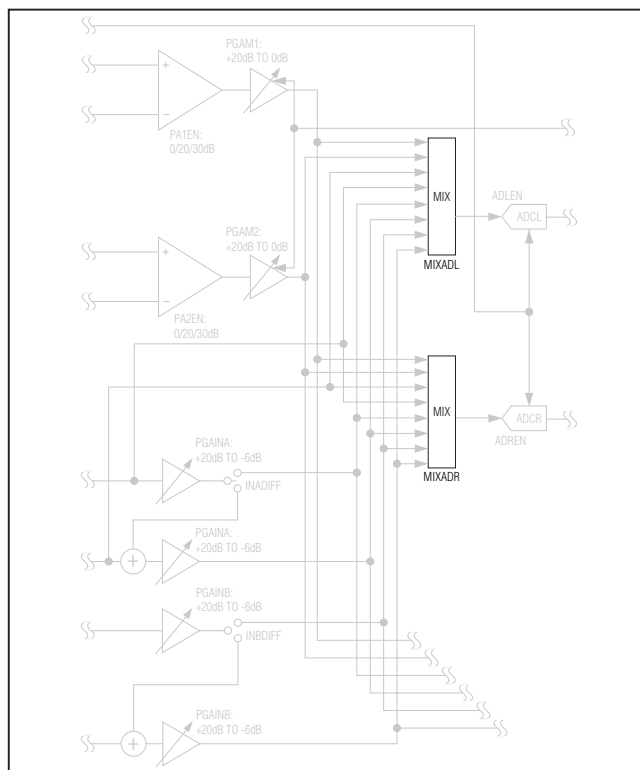 PGAM1:
+20dB TO 0dB
+
−
PA1EN:
0/20/30dB
MIX
ADLEN
ADCL
PGAM2:
+20dB TO 0dB
+
−
MIXADL
PA2EN:
0/20/30dB
MIX
ADCR
ADREN
PGAINA:
+20dB TO -6dB
MIXADR
INADIFF
PGAINA:
+20dB TO -6dB
+
PGAINB:
+20dB TO -6dB
INBDIFF
PGAINB:
+20dB TO -6dB
+